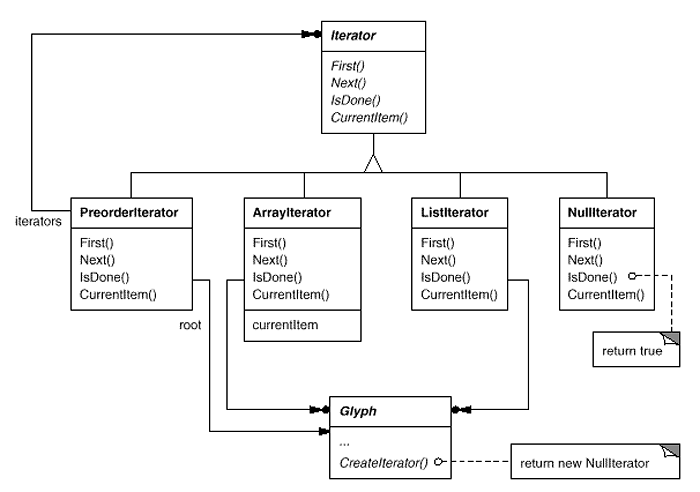 Iterator
First()
Next()
IsDone()
CurrentItem()
iterators
PreorderIterator
First()
Next()
IsDone()
CurrentItem()
root
ArrayIterator
First()
Next()
IsDone()
CurrentItem()
currentItem
ListIterator
First()
Next()
IsDone()
CurrentItem()
NullIterator
First()
Next()
IsDone()
CurrentItem()
return true
Glyph
...
CreateIterator()
return new NullIterator